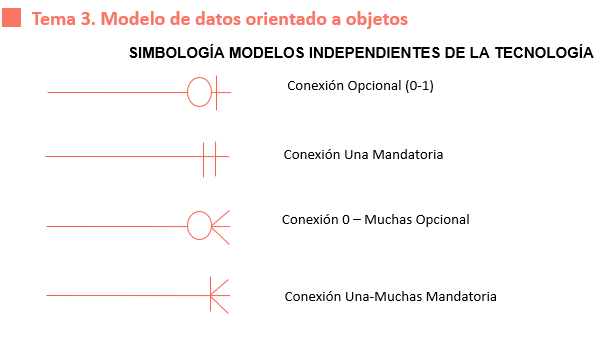 Tema 3. Modelo de datos orientado a objetos
SIMBOLOGÍA MODELOS INDEPENDIENTES DE LA TECNOLOGÍA
Conexión Opcional (0-1)
Conexión Una Mandatoria
Conexión 0 – Muchas Opcional
Conexión Una-Muchas Mandatoria